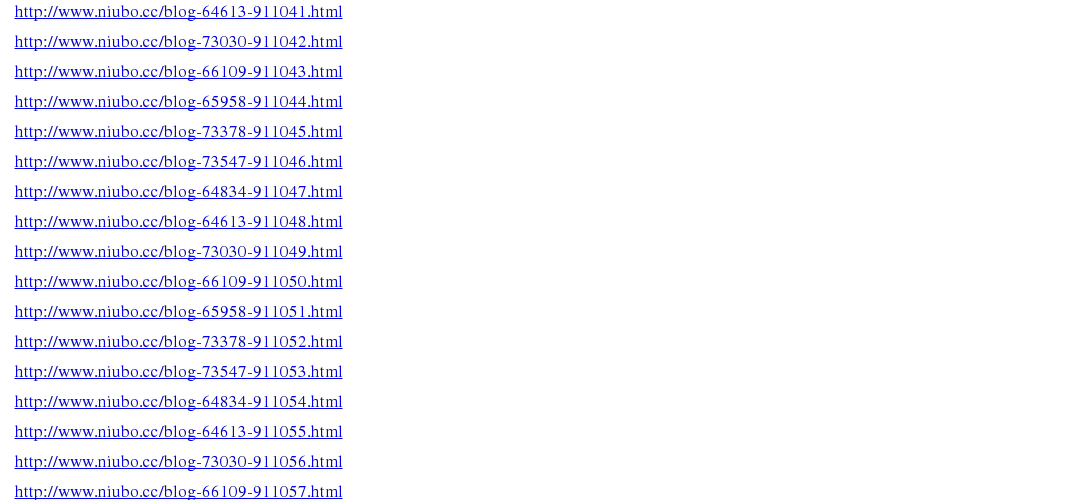 http://www.niubo.cc/blog-64613-911041.html
http://www.niubo.cc/blog-73030-911042.html
http://www.niubo.cc/blog-66109-911043.html
http://www.niubo.cc/blog-65958-911044.html
http://www.niubo.cc/blog-73378-911045.html
http://www.niubo.cc/blog-73547-911046.html
http://www.niubo.cc/blog-64834-911047.html
http://www.niubo.cc/blog-64613-911048.html
http://www.niubo.cc/blog-73030-911049.html
http://www.niubo.cc/blog-66109-911050.html
http://www.niubo.cc/blog-65958-911051.html
http://www.niubo.cc/blog-73378-911052.html
http://www.niubo.cc/blog-73547-911053.html
http://www.niubo.cc/blog-64834-911054.html
http://www.niubo.cc/blog-64613-911055.html
http://www.niubo.cc/blog-73030-911056.html
http://www.niubo.cc/blog-66109-911057.html